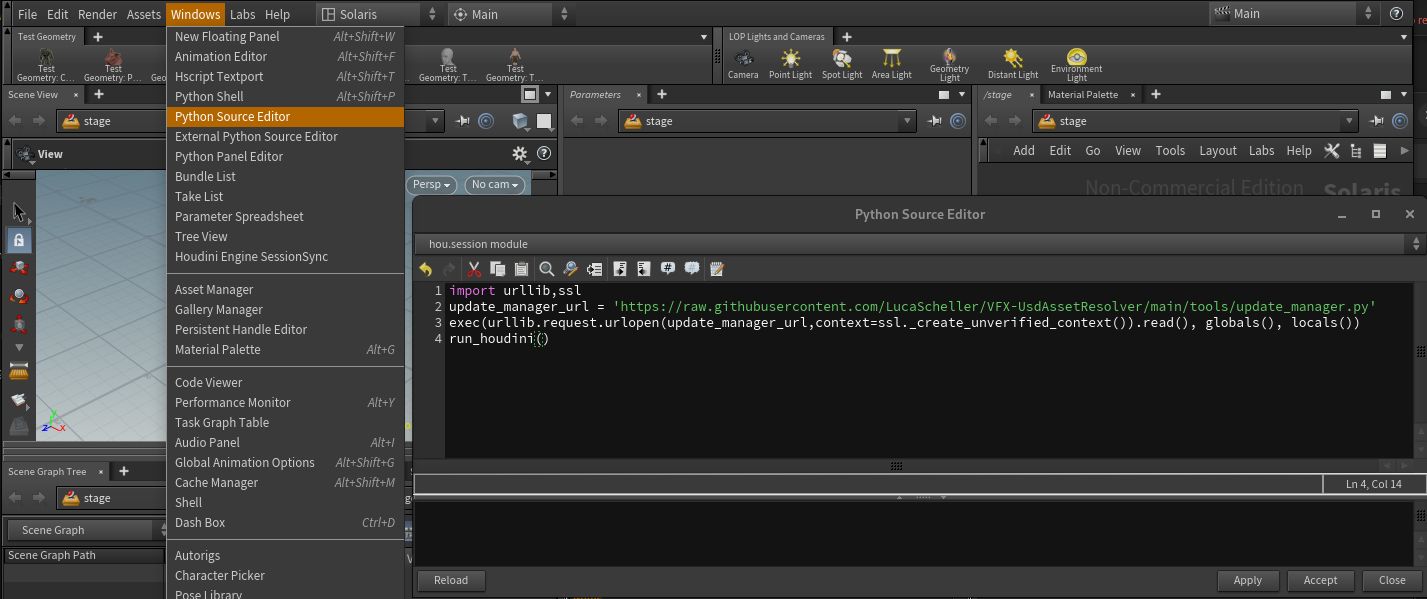 File Edit Render Assets Windows Labs Help Solaris Main Main
Test Geometry
LOP Lights and Cameras
Test Geometry: C...
Test Geometry: P...
Test Geometry: T...
Test Geometry: T...
Camera
Point Light
Spot Light
Area Light
Geometry Light
Distant Light
Environment Light
Scene View
Parameters
/stage
Material Palette
stage
stage
stage
View
Persp
No cam
Add Edit Go View Tools Layout Labs Help
Non-Commercial Edition
Solaris
New Floating Panel Alt+Shift+W
Animation Editor Alt+Shift+F
Hscript Textport Alt+Shift+T
Python Shell Alt+Shift+P
Python Source Editor
External Python Source Editor
Python Panel Editor
Bundle List
Take List
Parameter Spreadsheet
Tree View
Houdini Engine SessionSync
Asset Manager
Gallery Manager
Persistent Handle Editor
Material Palette Alt+G
Code Viewer
Performance Monitor Alt+Y
Task Graph Table
Audio Panel Alt+I
Global Animation Options Alt+Shift+G
Cache Manager Alt+Shift+M
Shell
Dash Box Ctrl+D
Autorigs
Character Picker
Pose Library
Python Source Editor
hou.session module
1 import urllib,ssl
2 update_manager_url = 'https://raw.githubusercontent.com/LucaScheller/VFX-UsdAssetResolver/main/tools/update_manager.py'
3 exec(urllib.request.urlopen(update_manager_url,context=ssl._create_unverified_context()).read(), globals(), locals())
4 run_houdini()
Ln 4, Col 14
Reload
Apply
Accept
Close
Scene Graph Tree
stage
Scene Graph
Scene Graph Path